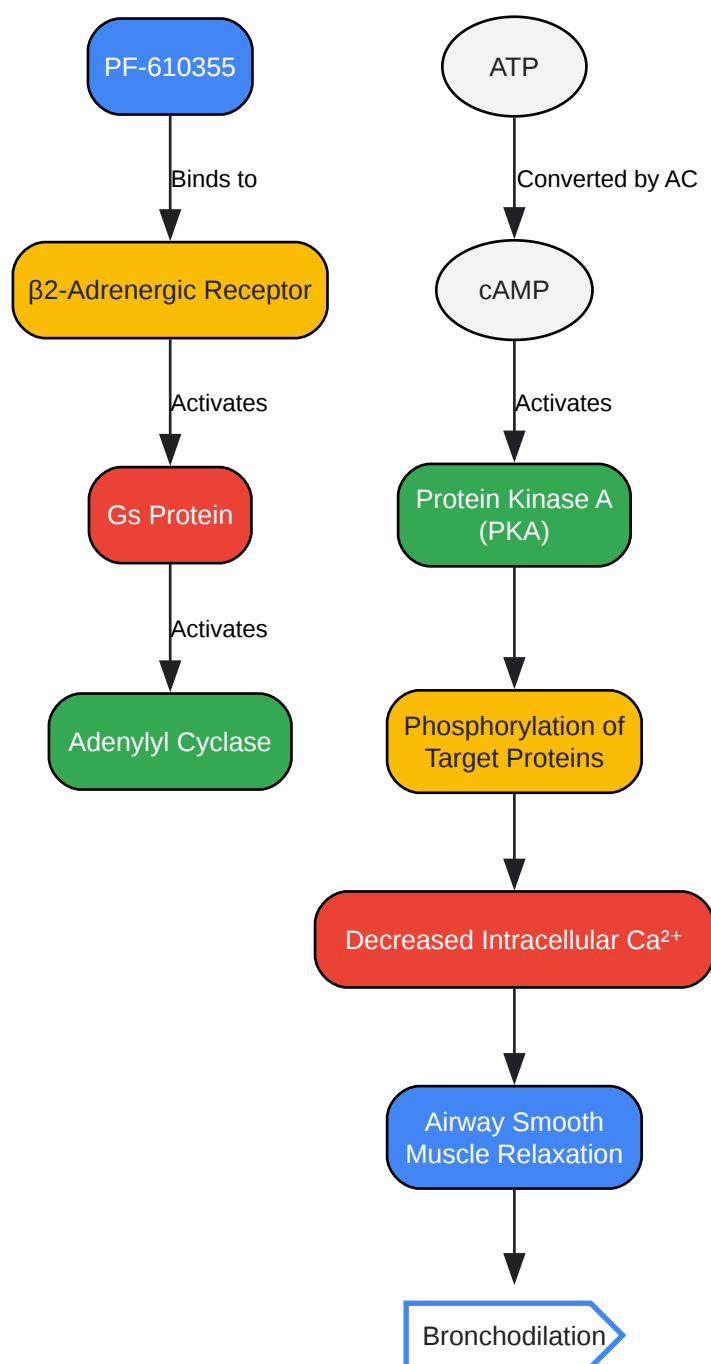 PF-610355
Binds to
β2-Adrenergic Receptor
Activates
Gs Protein
Activates
Adenylyl Cyclase
ATP
Converted by AC
cAMP
Activates
Protein Kinase A
(PKA)
Phosphorylation of
Target Proteins
Decreased Intracellular Ca²⁺
Airway Smooth
Muscle Relaxation
Bronchodilation